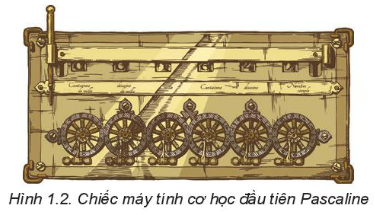 Hình 1.2. Chiếc máy tính cơ học đầu tiên Pascaline